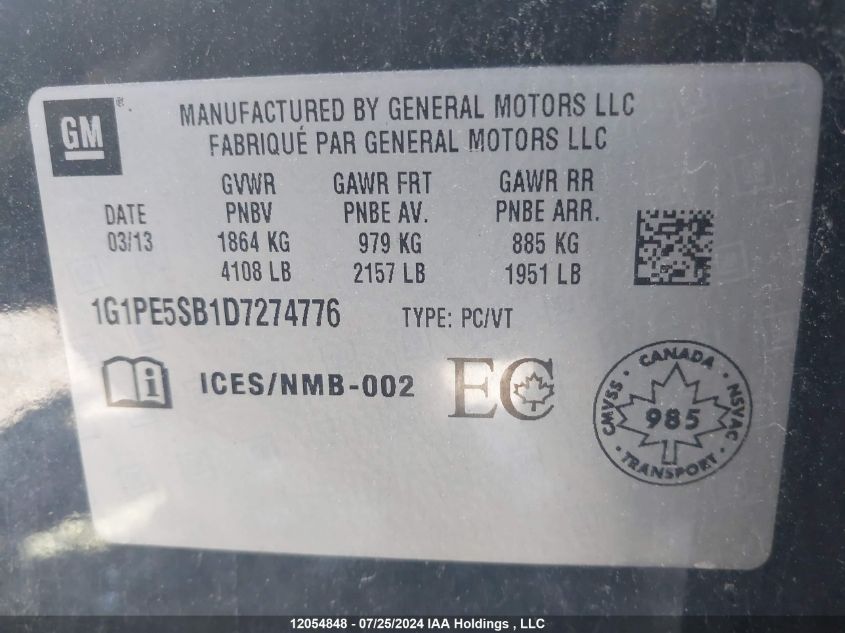 GM ®
MANUFACTURED BY GENERAL MOTORS LLC
FABRIQUÉ PAR GENERAL MOTORS LLC
GVWR GAWR FRT GAWR RR
DATE PNBV PNBE AV. PNBE ARR.
03/13 1864 KG 979 KG 885 KG
4108 LB 2157 LB 1951 LB
1G1PE5SB1D7274776 TYPE: PC/VT
i ICES/NMB-002 EC
CANADA
CMVSS 985 NSVAC
TRANSPORT
12054848 - 07/25/2024 IAA Holdings , LLC